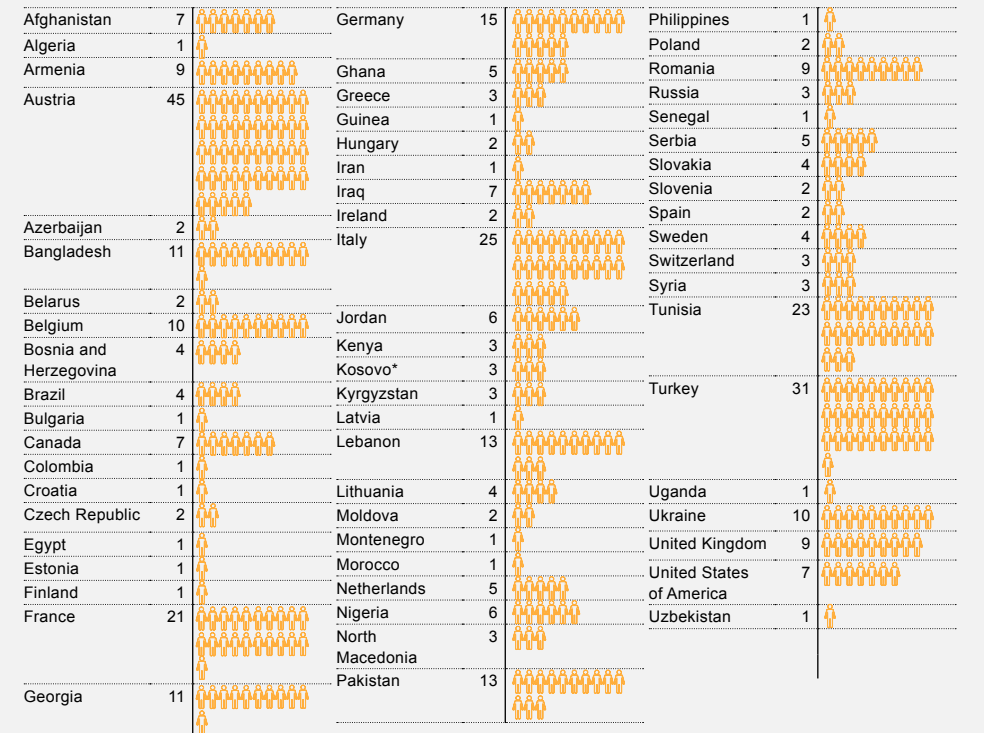 Afghanistan 7
Algeria 1
Armenia 9
Austria 45
Azerbaijan 2
Bangladesh 11
Belarus 2
Belgium 10
Bosnia and 4
Herzegovina
Brazil 4
Bulgaria 1
Canada 7
Colombia 1
Croatia 1
Czech Republic 2
Egypt 1
Estonia 1
Finland 1
France 21
Georgia 11
Germany 15
Ghana 5
Greece 3
Guinea 1
Hungary 2
Iran 1
Iraq 7
Ireland 2
Italy 25
Jordan 6
Kenya 3
Kosovo* 3
Kyrgyzstan 3
Latvia 1
Lebanon 13
Lithuania 4
Moldova 2
Montenegro 1
Morocco 1
Netherlands 5
Nigeria 6
North 3
Macedonia
Pakistan 13
Philippines 1
Poland 2
Romania 9
Russia 3
Senegal 1
Serbia 5
Slovakia 4
Slovenia 2
Spain 2
Sweden 4
Switzerland 3
Syria 3
Tunisia 23
Turkey 31
Uganda 1
Ukraine 10
United Kingdom 9
United States 7
of America
Uzbekistan 1